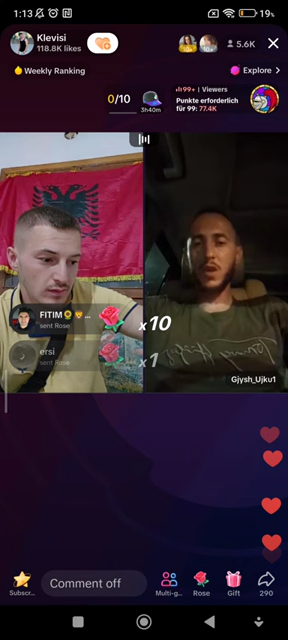 1:13
19%
Klevisi
118.8K likes
10+
10+
5.6K
Weekly Ranking
Explore >
0/10
3h40m
99+ | Viewers
Punkte erforderlich
für 99: 77.4K
FITIM
...
sent Rose
x10
ersi
sent Rose
x1
Gjysh_Ujku1
Subscr...
Comment off
Multi-g...
Rose
Gift
290